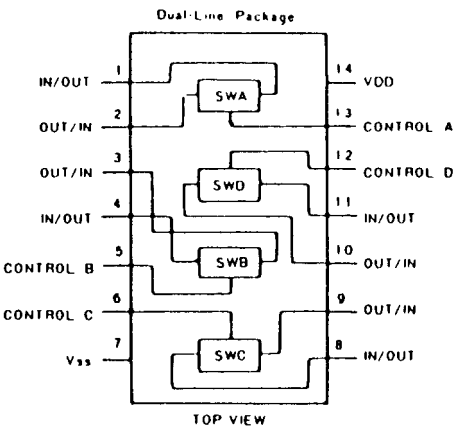 Dual-Line Package
IN/OUT 1
OUT/IN 2
OUT/IN 3
IN/OUT 4
CONTROL B 5
CONTROL C 6
Vss 7
SWA
SWD
SWB
SWC
14 VDD
13 CONTROL A
12 CONTROL D
11 IN/OUT
10 OUT/IN
9 OUT/IN
8 IN/OUT
TOP VIEW